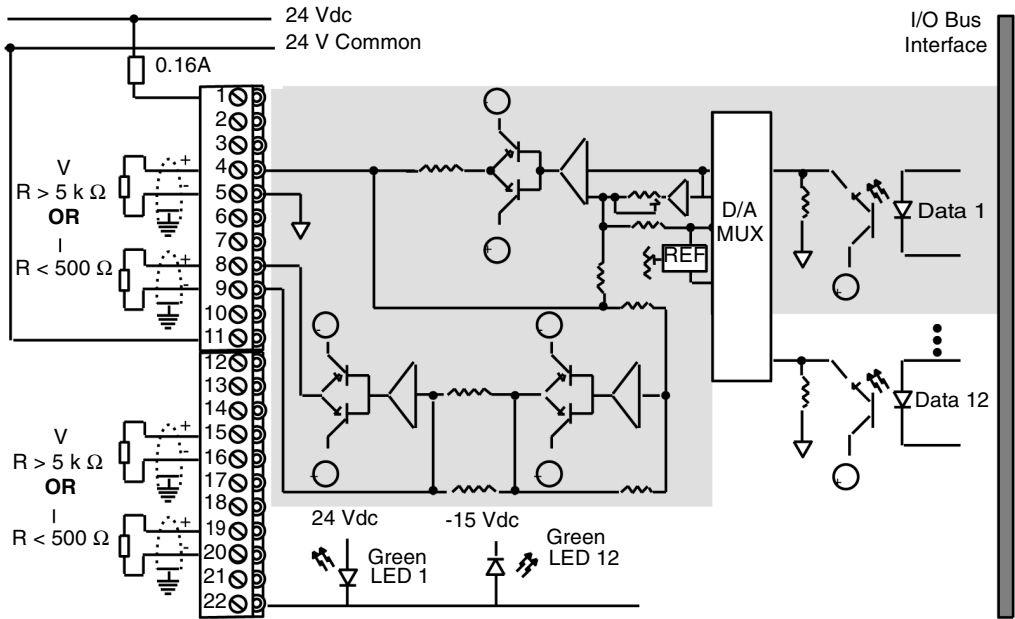 24 Vdc
24 V Common
I/O Bus
Interface
0.16A
1
2
3
4
5
6
7
8
9
10
11
12
13
14
15
16
17
18
19
20
21
22
V
R > 5 k Ω
OR
I
R < 500 Ω
+
-
+
-
V
R > 5 k Ω
OR
I
R < 500 Ω
+
-
+
-
-
+
-
+
-
+
D/A
MUX
REF
Data 1
+
Data 12
+
24 Vdc
Green
LED 1
-15 Vdc
Green
LED 12